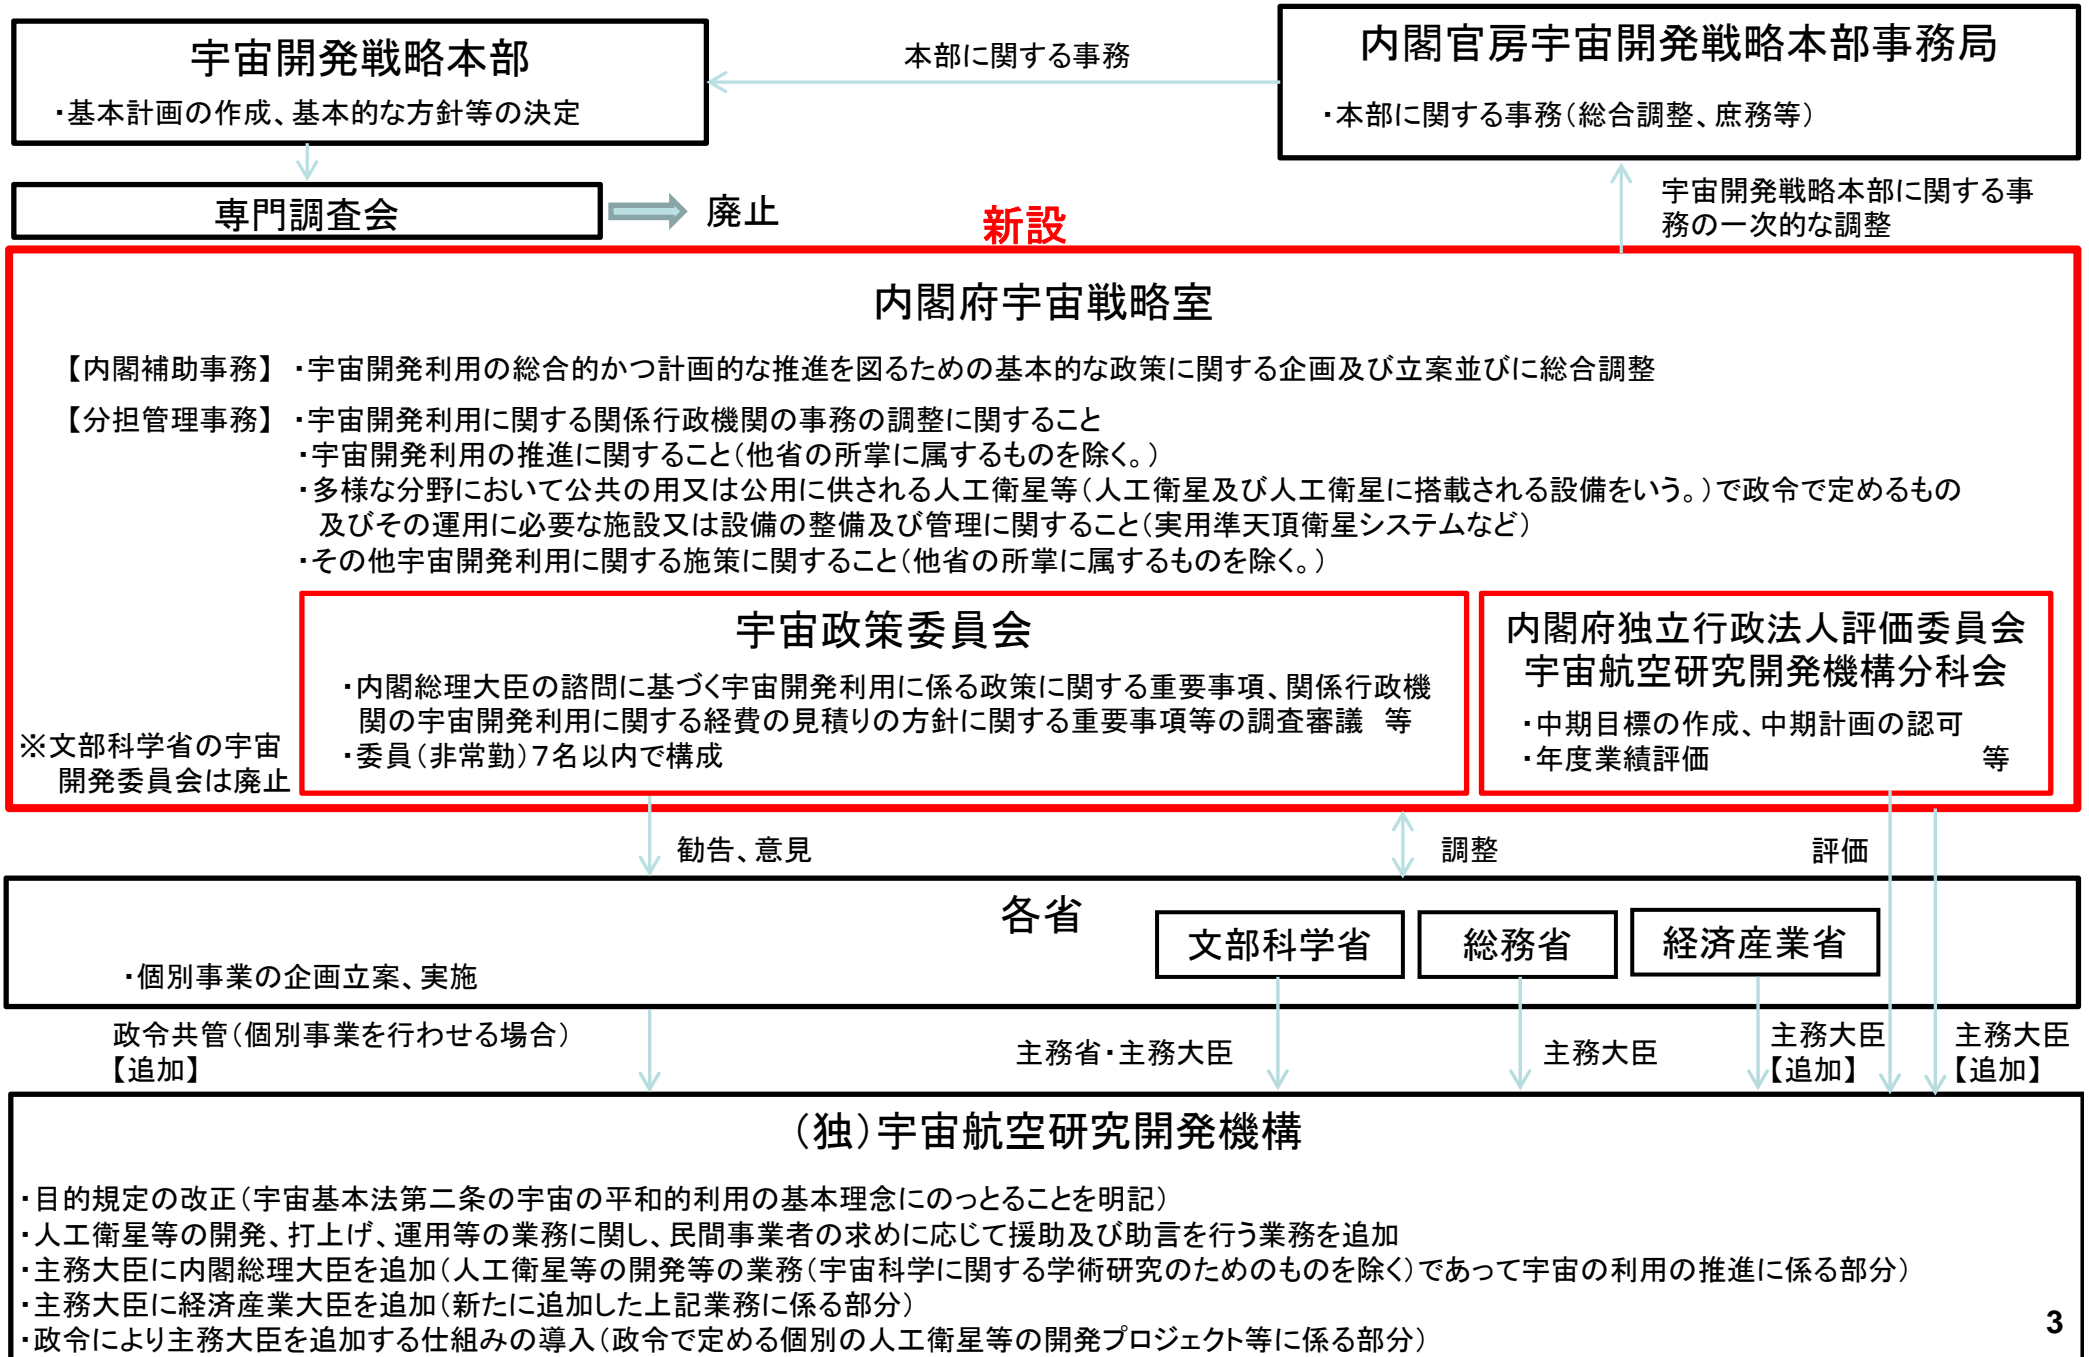 宇宙開発戦略本部
・基本計画の作成、基本的な方針等の決定
本部に関する事務
内閣官房宇宙開発戦略本部事務局
・本部に関する事務（総合調整、庶務等）
専門調査会
廃止
新設
宇宙開発戦略本部に関する事
務の一次的な調整
内閣府宇宙戦略室
【内閣補助事務】 ・宇宙開発利用の総合的かつ計画的な推進を図るための基本的な政策に関する企画及び立案並びに総合調整
【分担管理事務】 ・宇宙開発利用に関する関係行政機関の事務の調整に関すること
・宇宙開発利用の推進に関すること（他省の所掌に属するものを除く。）
・多様な分野において公共の用又は公用に供される人工衛星等（人工衛星及び人工衛星に搭載される設備をいう。）で政令で定めるもの
及びその運用に必要な施設又は設備の整備及び管理に関すること（実用準天頂衛星システムなど）
・その他宇宙開発利用に関する施策に関すること（他省の所掌に属するものを除く。）
宇宙政策委員会
・内閣総理大臣の諮問に基づく宇宙開発利用に係る政策に関する重要事項、関係行政機
関の宇宙開発利用に関する経費の見積りの方針に関する重要事項等の調査審議　等
・委員（非常勤）７名以内で構成
内閣府独立行政法人評価委員会
宇宙航空研究開発機構分科会
・中期目標の作成、中期計画の認可
・年度業績評価　等
※文部科学省の宇宙
開発委員会は廃止
勧告、意見
調整
評価
各省
・個別事業の企画立案、実施
文部科学省
総務省
経済産業省
政令共管（個別事業を行わせる場合）
【追加】
主務省・主務大臣
主務大臣
主務大臣
【追加】
主務大臣
【追加】
（独）宇宙航空研究開発機構
・目的規定の改正（宇宙基本法第二条の宇宙の平和的利用の基本理念にのっとることを明記）
・人工衛星等の開発、打上げ、運用等の業務に関し、民間事業者の求めに応じて援助及び助言を行う業務を追加
・主務大臣に内閣総理大臣を追加（人工衛星等の開発等の業務（宇宙科学に関する学術研究のためのものを除く）であって宇宙の利用の推進に係る部分）
・主務大臣に経済産業大臣を追加（新たに追加した上記業務に係る部分）
・政令により主務大臣を追加する仕組みの導入（政令で定める個別の人工衛星等の開発プロジェクト等に係る部分）
3